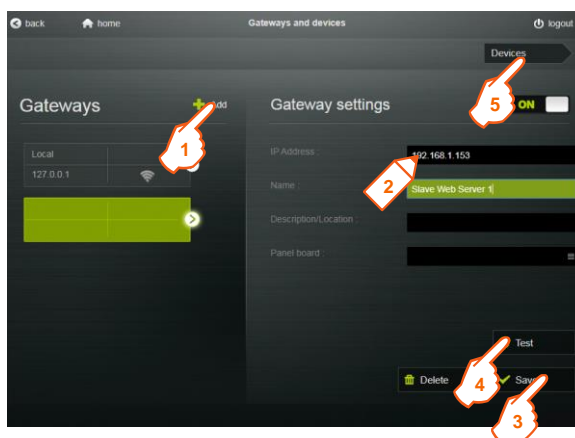 back home Gateways and devices logout
Devices
Gateways Add Gateway settings 5 ON
1
Local
127.0.0.1
IP Address : 192.168.1.153
2
Name : Slave Web Server 1
Description/Location :
Panel board :
Test
Delete 4 Save
3